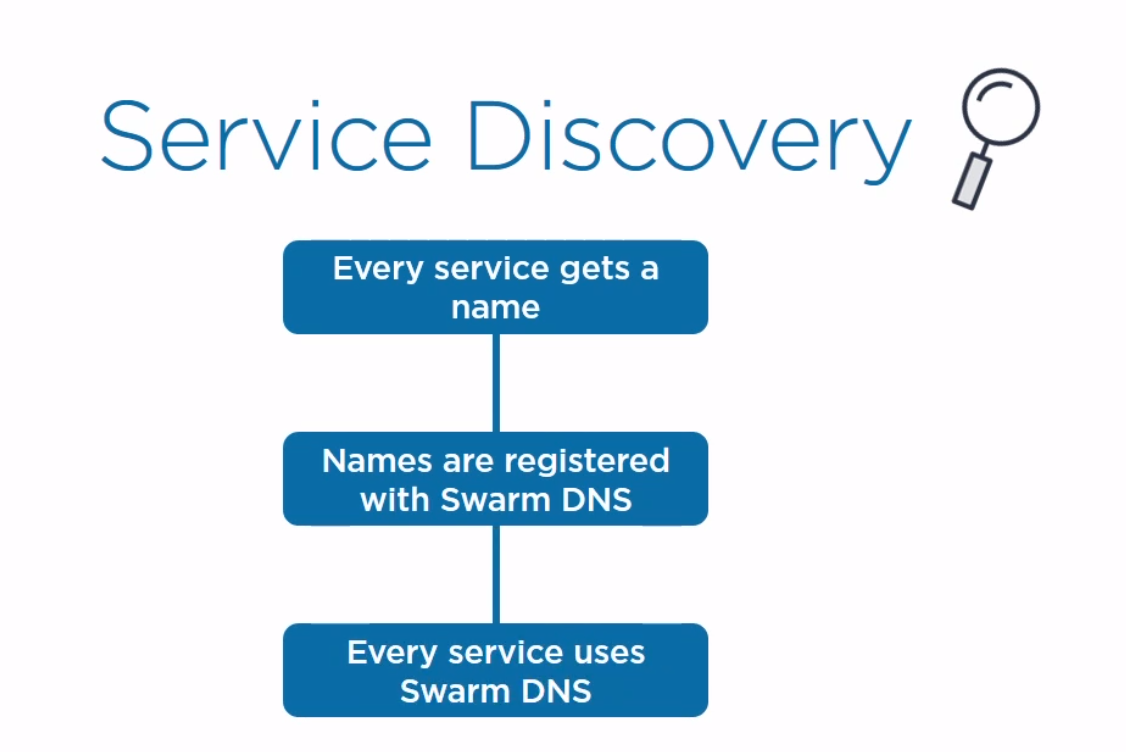 Service Discovery
Every service gets a
name
Names are registered
with Swarm DNS
Every service uses
Swarm DNS